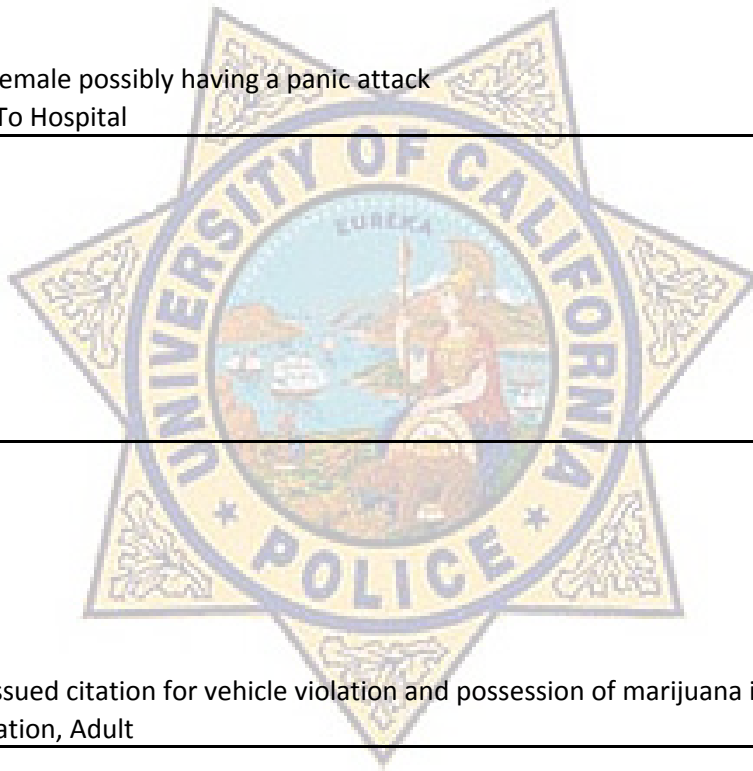 emale possibly having a panic attack
To Hospital
UNIVERSITY OF CALIFORNIA
EUREKA
★ POLICE ★
ssued citation for vehicle violation and possession of marijuana i
ation, Adult